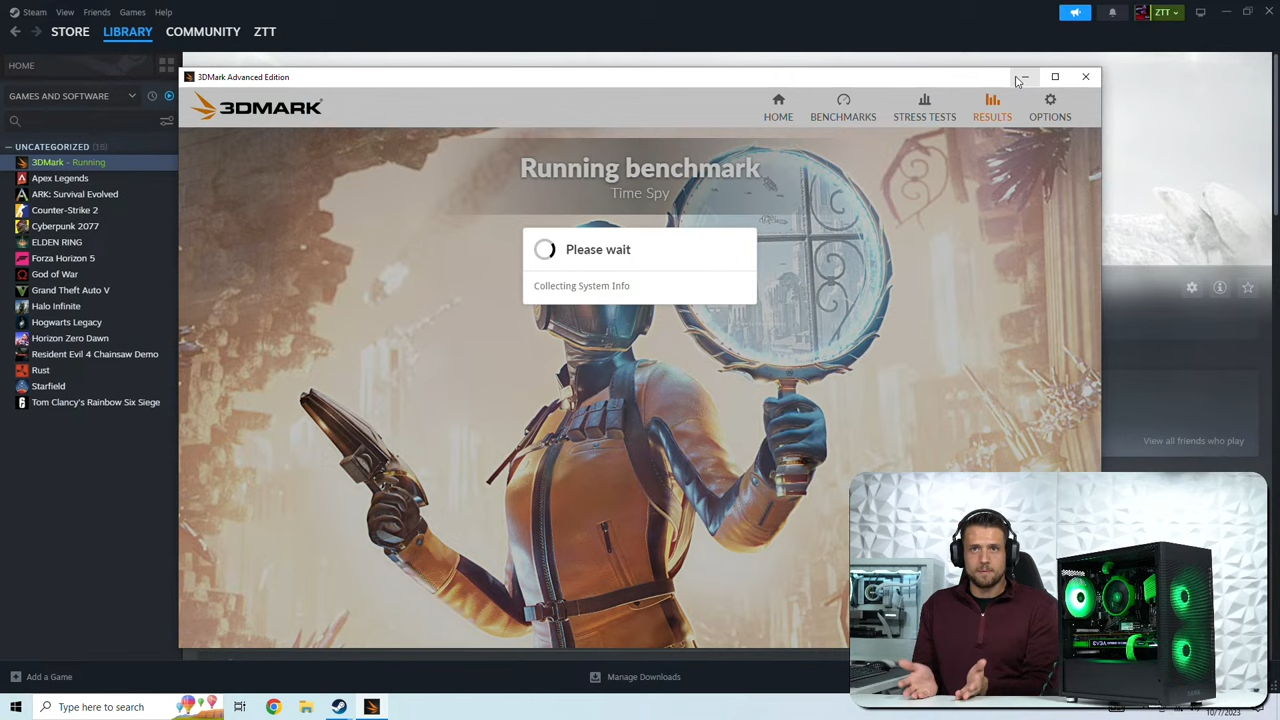 Steam View Friends Games Help
ZTT
STORE LIBRARY COMMUNITY ZTT
HOME
3DMark Advanced Edition
GAMES AND SOFTWARE
3DMARK
HOME BENCHMARKS STRESS TESTS RESULTS OPTIONS
UNCATEGORIZED (16)
3DMark - Running
Apex Legends
ARK: Survival Evolved
Counter-Strike 2
Cyberpunk 2077
ELDEN RING
Forza Horizon 5
God of War
Grand Theft Auto V
Halo Infinite
Hogwarts Legacy
Horizon Zero Dawn
Resident Evil 4 Chainsaw Demo
Rust
Starfield
Tom Clancy's Rainbow Six Siege
Running benchmark
Time Spy
Please wait
Collecting System Info
View all friends who play
EVGA
Add a Game
Manage Downloads
Type here to search
10/7/2023